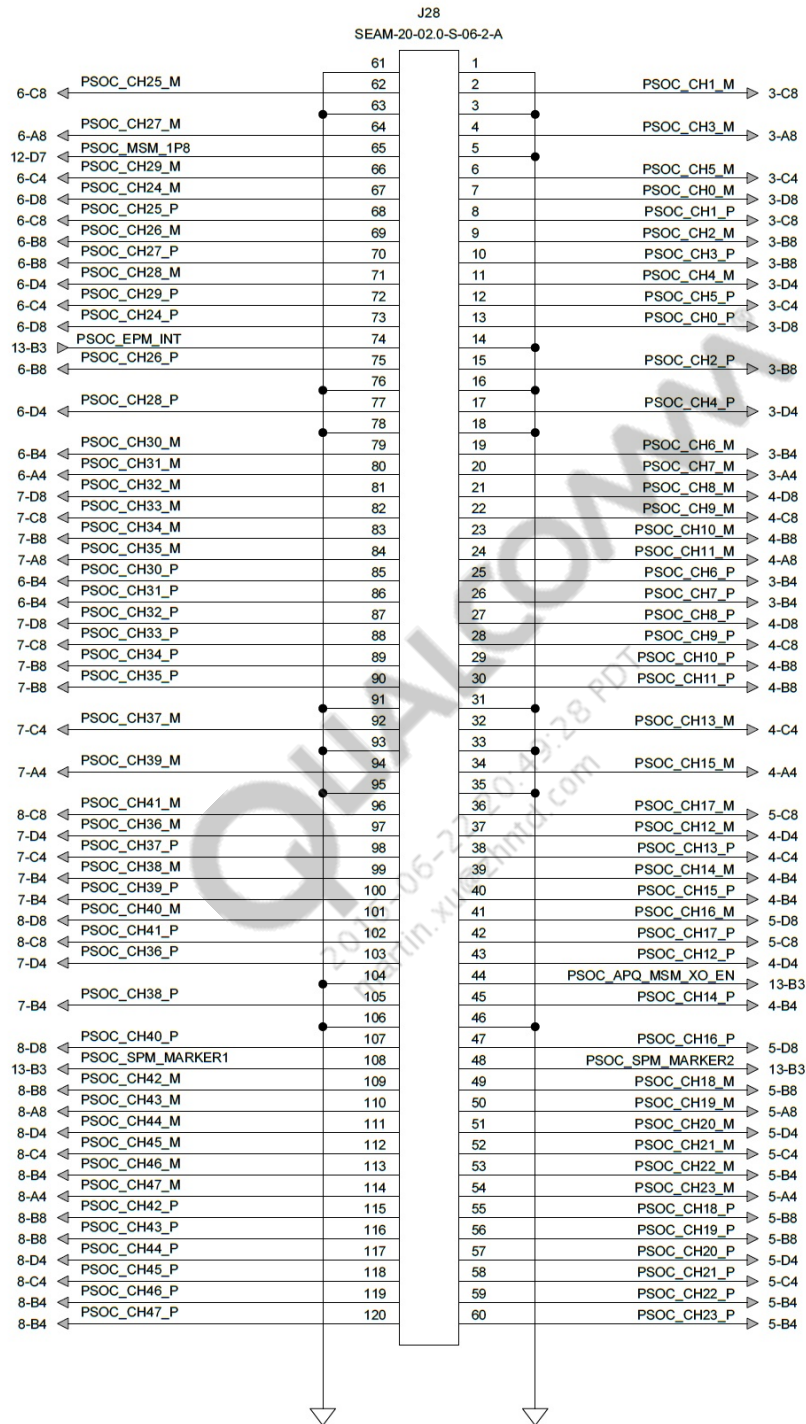 J28
SEAM-20-02.0-S-06-2-A
61 1
6-C8 PSOC_CH25_M 62 2 PSOC_CH1_M 3-C8
63 3
6-A8 PSOC_CH27_M 64 4 PSOC_CH3_M 3-A8
12-D7 PSOC_MSM_1P8 65 5
6-C4 PSOC_CH29_M 66 6 PSOC_CH5_M 3-C4
6-D8 PSOC_CH24_M 67 7 PSOC_CH0_M 3-D8
6-C8 PSOC_CH25_P 68 8 PSOC_CH1_P 3-C8
6-B8 PSOC_CH26_M 69 9 PSOC_CH2_M 3-B8
6-B8 PSOC_CH27_P 70 10 PSOC_CH3_P 3-B8
6-D4 PSOC_CH28_M 71 11 PSOC_CH4_M 3-D4
6-C4 PSOC_CH29_P 72 12 PSOC_CH5_P 3-C4
6-D8 PSOC_CH24_P 73 13 PSOC_CH0_P 3-D8
13-B3 PSOC_EPM_INT 74 14
6-B8 PSOC_CH26_P 75 15 PSOC_CH2_P 3-B8
76 16
6-D4 PSOC_CH28_P 77 17 PSOC_CH4_P 3-D4
78 18
6-B4 PSOC_CH30_M 79 19 PSOC_CH6_M 3-B4
6-A4 PSOC_CH31_M 80 20 PSOC_CH7_M 3-A4
7-D8 PSOC_CH32_M 81 21 PSOC_CH8_M 4-D8
7-C8 PSOC_CH33_M 82 22 PSOC_CH9_M 4-C8
7-B8 PSOC_CH34_M 83 23 PSOC_CH10_M 4-B8
7-A8 PSOC_CH35_M 84 24 PSOC_CH11_M 4-A8
6-B4 PSOC_CH30_P 85 25 PSOC_CH6_P 3-B4
6-B4 PSOC_CH31_P 86 26 PSOC_CH7_P 3-B4
7-D8 PSOC_CH32_P 87 27 PSOC_CH8_P 4-D8
7-C8 PSOC_CH33_P 88 28 PSOC_CH9_P 4-C8
7-B8 PSOC_CH34_P 89 29 PSOC_CH10_P 4-B8
7-B8 PSOC_CH35_P 90 30 PSOC_CH11_P 4-B8
91 31
7-C4 PSOC_CH37_M 92 32 PSOC_CH13_M 4-C4
93 33
7-A4 PSOC_CH39_M 94 34 PSOC_CH15_M 4-A4
95 35
8-C8 PSOC_CH41_M 96 36 PSOC_CH17_M 5-C8
7-D4 PSOC_CH36_M 97 37 PSOC_CH12_M 4-D4
7-C4 PSOC_CH37_P 98 38 PSOC_CH13_P 4-C4
7-B4 PSOC_CH38_M 99 39 PSOC_CH14_M 4-B4
7-B4 PSOC_CH39_P 100 40 PSOC_CH15_P 4-B4
8-D8 PSOC_CH40_M 101 41 PSOC_CH16_M 5-D8
8-C8 PSOC_CH41_P 102 42 PSOC_CH17_P 5-C8
7-D4 PSOC_CH36_P 103 43 PSOC_CH12_P 4-D4
104 44 PSOC_APQ_MSM_XO_EN 13-B3
7-B4 PSOC_CH38_P 105 45 PSOC_CH14_P 4-B4
106 46
8-D8 PSOC_CH40_P 107 47 PSOC_CH16_P 5-D8
13-B3 PSOC_SPM_MARKER1 108 48 PSOC_SPM_MARKER2 13-B3
8-B8 PSOC_CH42_M 109 49 PSOC_CH18_M 5-B8
8-A8 PSOC_CH43_M 110 50 PSOC_CH19_M 5-A8
8-D4 PSOC_CH44_M 111 51 PSOC_CH20_M 5-D4
8-C4 PSOC_CH45_M 112 52 PSOC_CH21_M 5-C4
8-B4 PSOC_CH46_M 113 53 PSOC_CH22_M 5-B4
8-A4 PSOC_CH47_M 114 54 PSOC_CH23_M 5-A4
8-B8 PSOC_CH42_P 115 55 PSOC_CH18_P 5-B8
8-B8 PSOC_CH43_P 116 56 PSOC_CH19_P 5-B8
8-D4 PSOC_CH44_P 117 57 PSOC_CH20_P 5-D4
8-C4 PSOC_CH45_P 118 58 PSOC_CH21_P 5-C4
8-B4 PSOC_CH46_P 119 59 PSOC_CH22_P 5-B4
8-B4 PSOC_CH47_P 120 60 PSOC_CH23_P 5-B4
QUALCOMM®
20:49:28 PDT